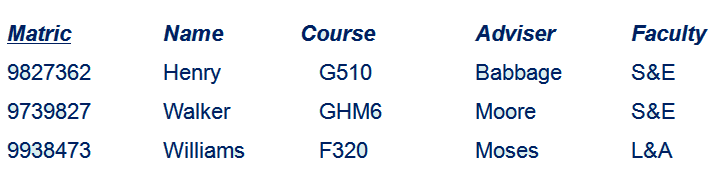 Matric Name Course Adviser Faculty
9827362 Henry G510 Babbage S&E
9739827 Walker GHM6 Moore S&E
9938473 Williams F320 Moses L&A